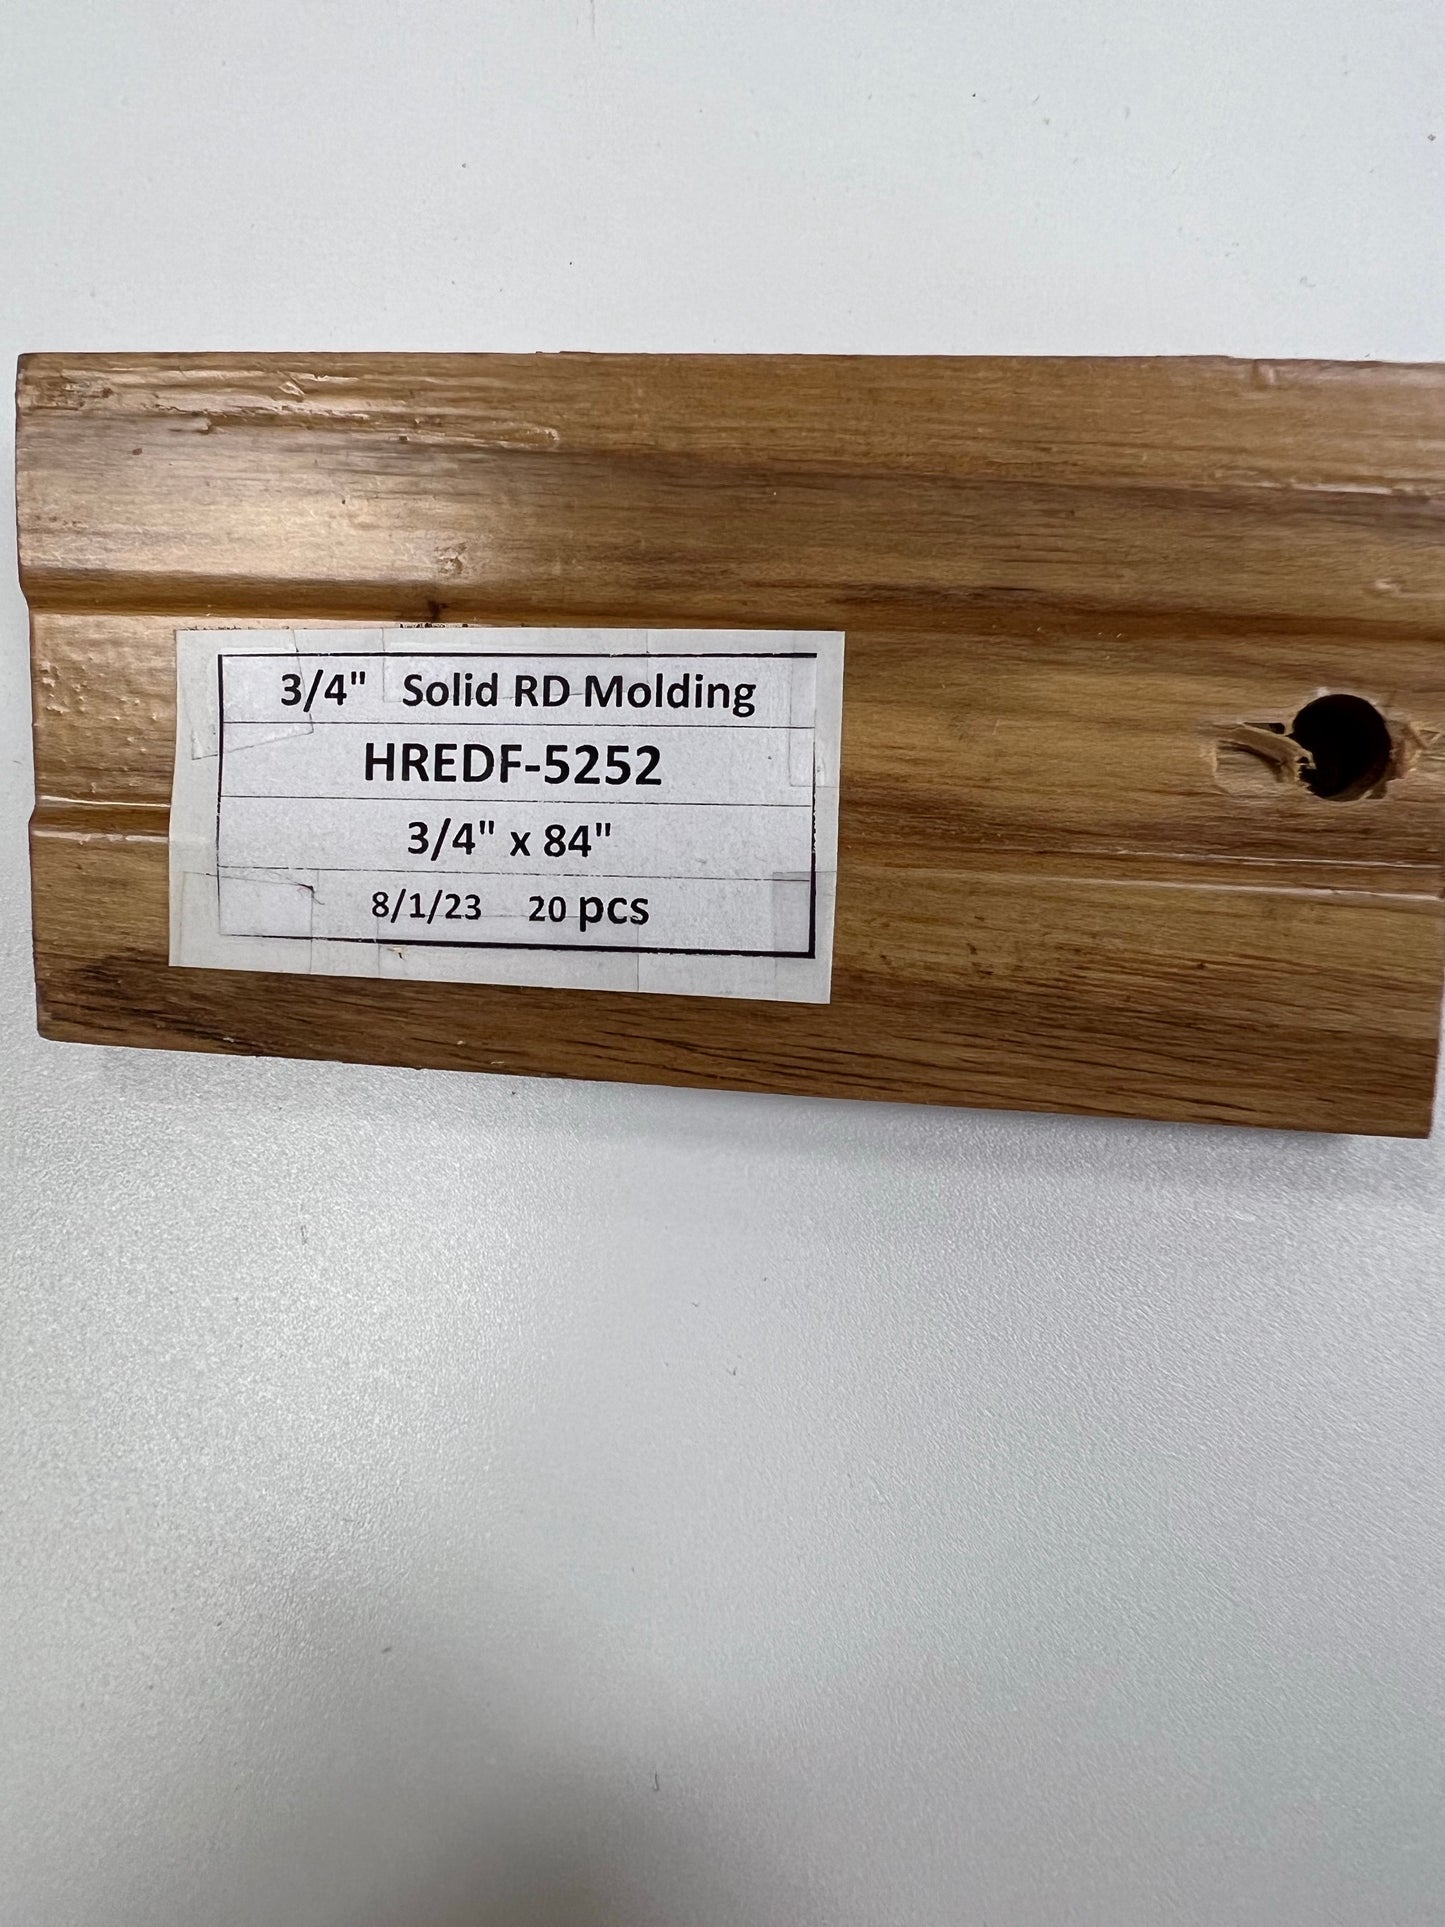 3/4" Solid RD Molding
HREDF-5252
3/4" x 84"
8/1/23 20 pcs